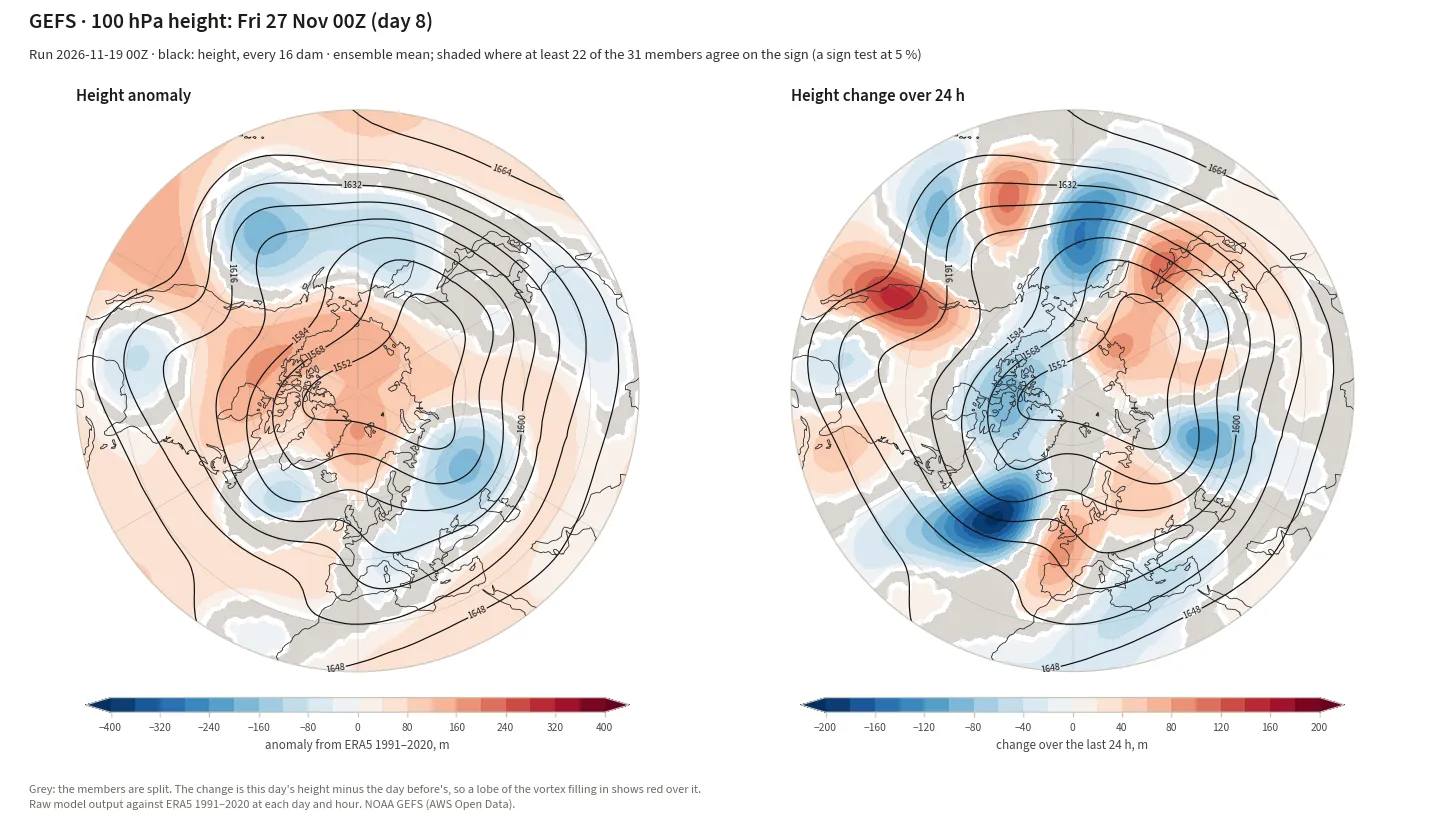 GEFS · 100 hPa height: Fri 27 Nov 00Z (day 8)
Run 2026-11-19 00Z · black: height, every 16 dam · ensemble mean; shaded where at least 22 of the 31 members agree on the sign (a sign test at 5 %)
Height anomaly
Height change over 24 h
1664
1632
1616
1584
1568
1552
1600
1648
1648
1664
1632
1616
1584
1568
1552
1600
1648
1648
−400 −320 −240 −160 −80 0 80 160 240 320 400
anomaly from ERA5 1991–2020, m
−200 −160 −120 −80 −40 0 40 80 120 160 200
change over the last 24 h, m
Grey: the members are split. The change is this day's height minus the day before's, so a lobe of the vortex filling in shows red over it.
Raw model output against ERA5 1991–2020 at each day and hour. NOAA GEFS (AWS Open Data).